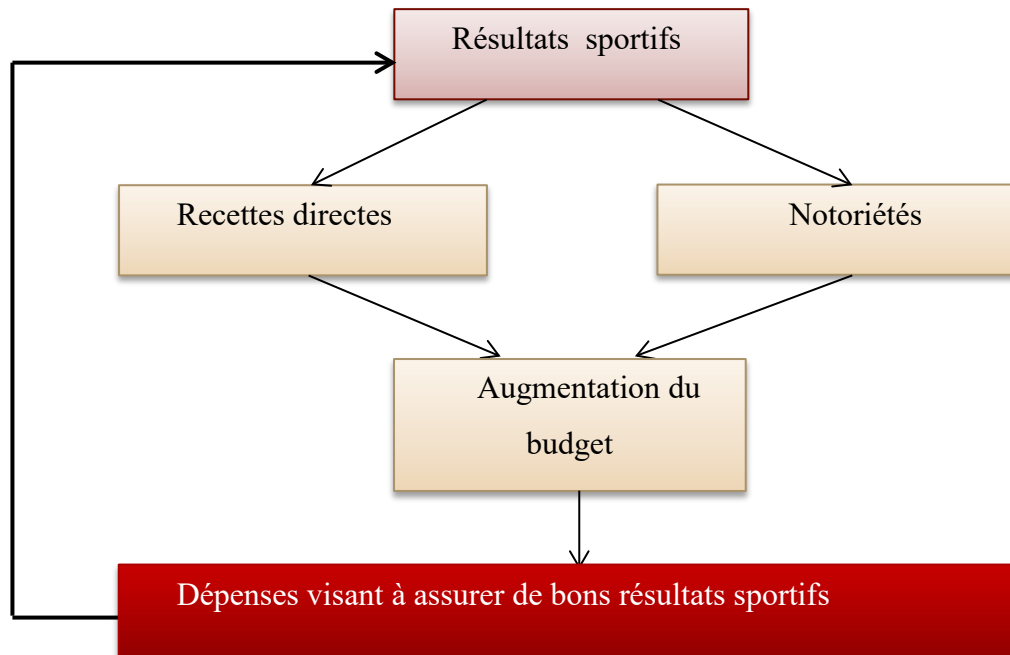 Résultats sportifs
Recettes directes
Notoriétés
Augmentation du
budget
Dépenses visant à assurer de bons résultats sportifs